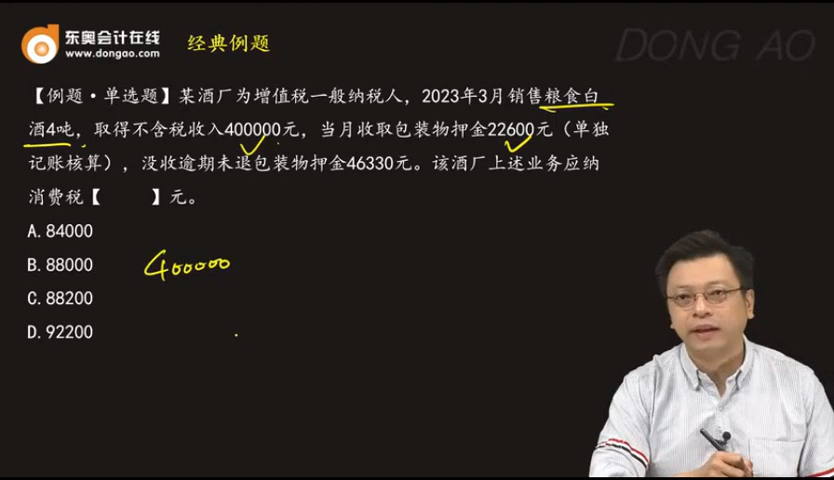 东奥会计在线
www.dongao.com
经典例题
DONG AO
【例题·单选题】某酒厂为增值税一般纳税人，2023年3月销售粮食白
酒4吨，取得不含税收入400000元，当月收取包装物押金22600元（单独
记账核算），没收逾期未退包装物押金46330元。该酒厂上述业务应纳
消费税【　　】元。
A.84000
B.88000
400000
C.88200
D.92200